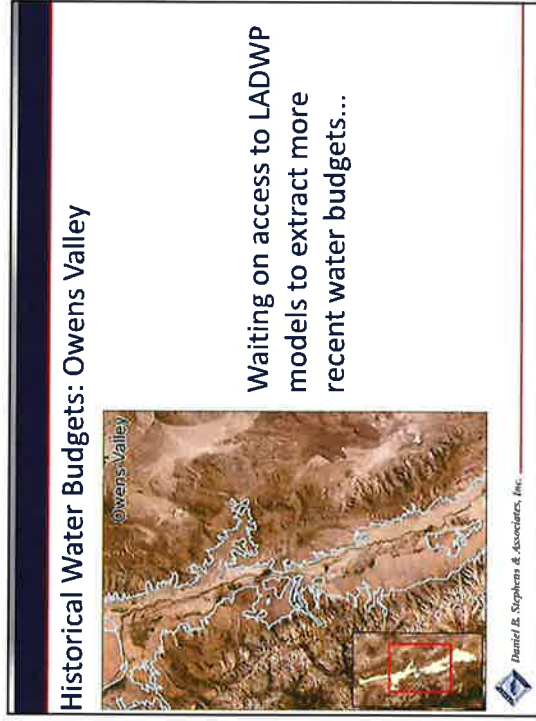 Historical Water Budgets: Owens Valley
Owens Valley
Waiting on access to LADWP
models to extract more
recent water budgets...
Daniel B. Stephens & Associates, Inc.